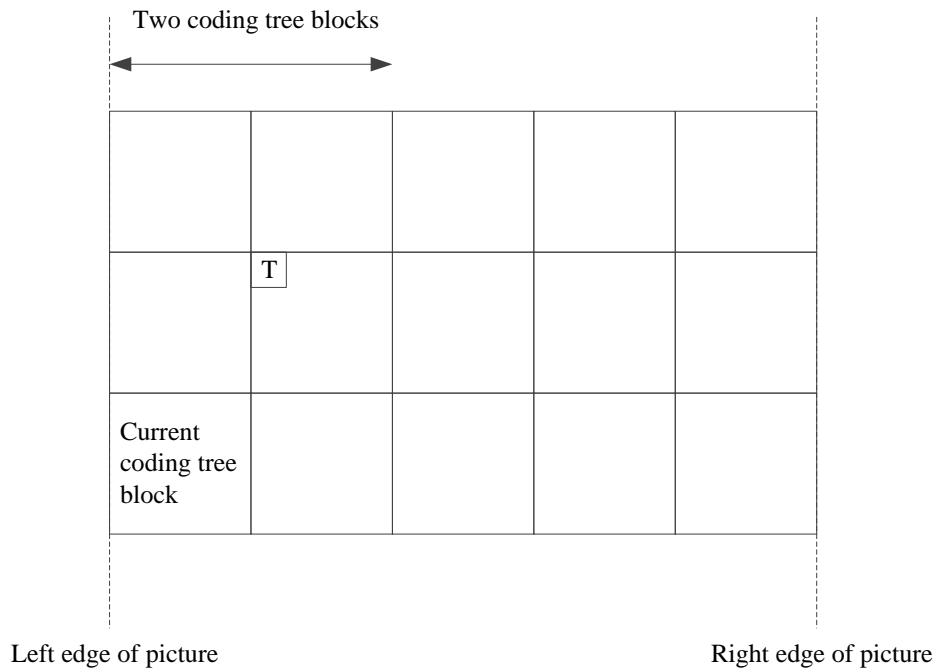 Two coding tree blocks
T
Current
coding tree
block
Left edge of picture
Right edge of picture